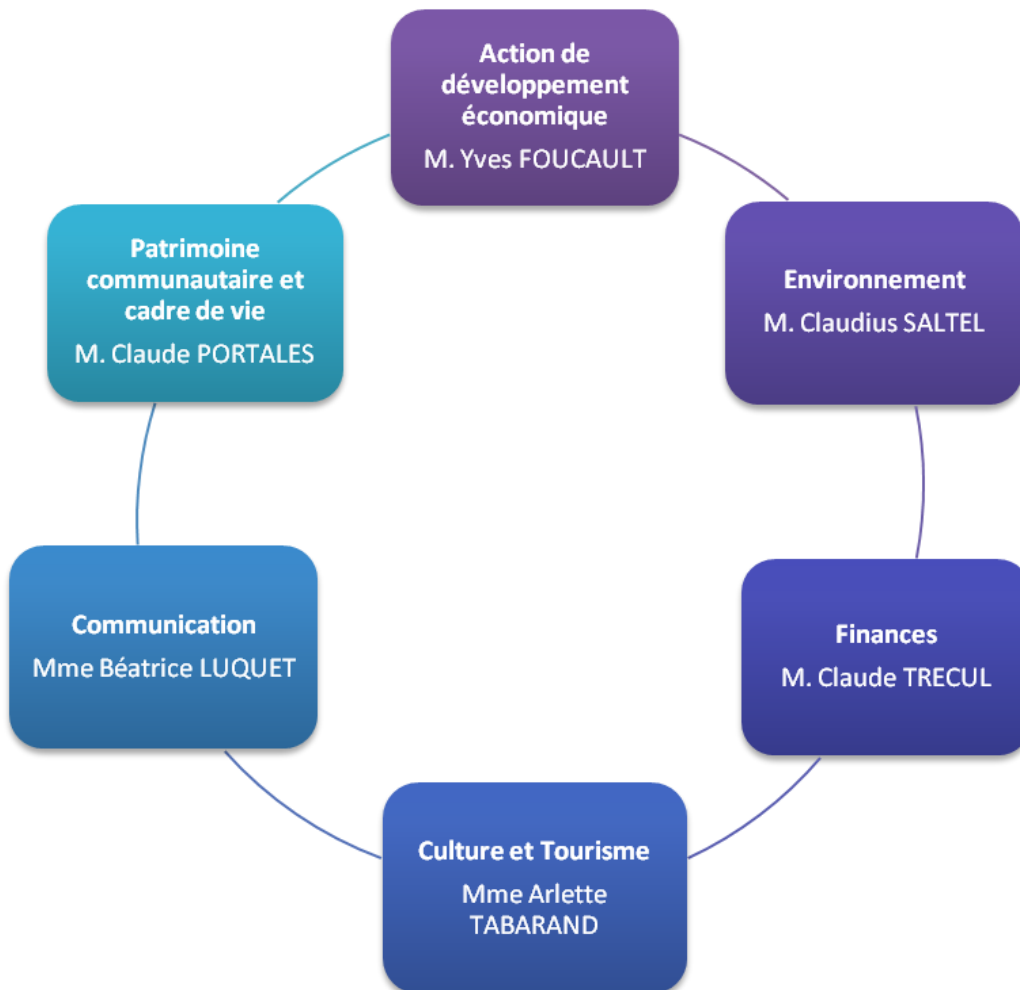 Action de
développement
économique
M. Yves FOUCAULT
Environnement
M. Claudius SALTEL
Finances
M. Claude TRECUL
Culture et Tourisme
Mme Arlette
TABARAND
Communication
Mme Béatrice LUQUET
Patrimoine
communautaire et
cadre de vie
M. Claude PORTALES